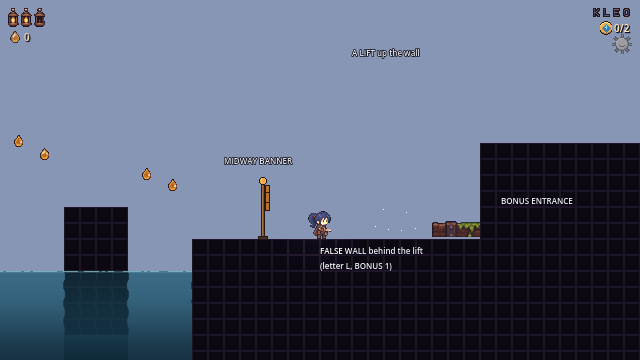 KLEO
0/2
0
A LIFT up the wall
MIDWAY BANNER
BONUS ENTRANCE
FALSE WALL behind the lift
(letter L, BONUS 1)